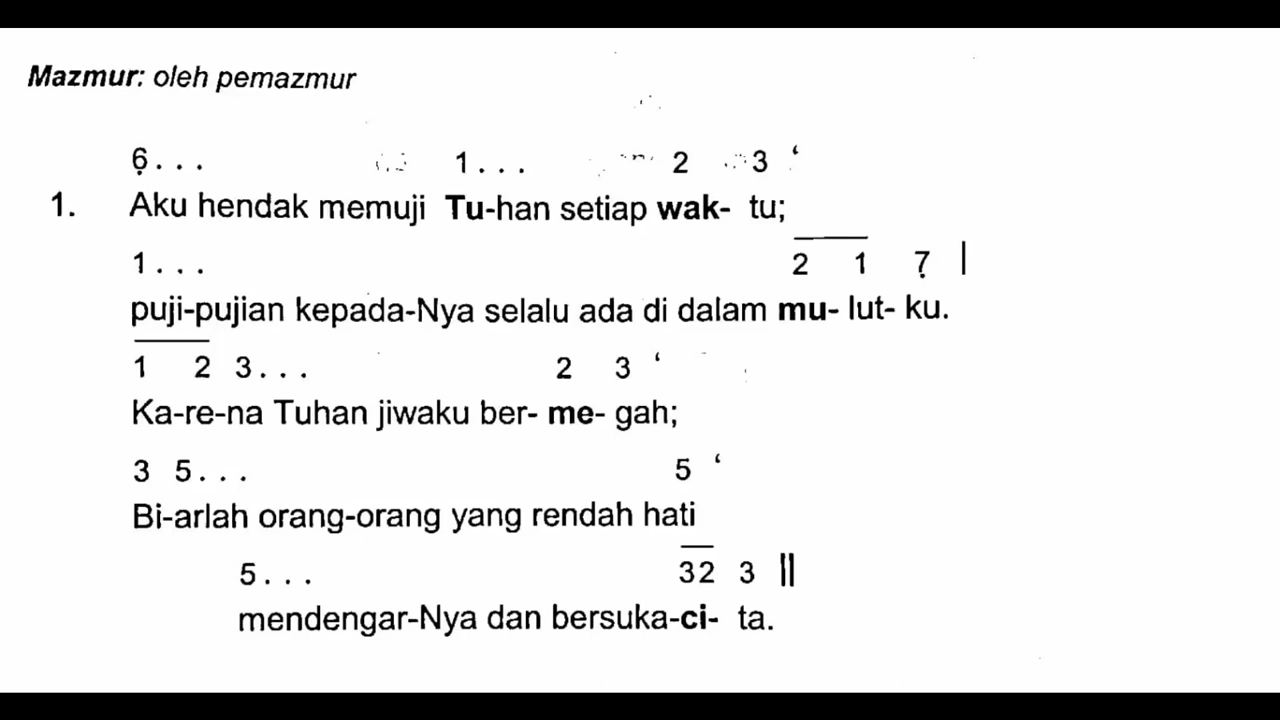 Mazmur: oleh pemazmur
6̣ . . . 1 . . . 2 3 ‘
1. Aku hendak memuji Tu-han setiap wak- tu;
1 . . . 2 1 7̣ |
puji-pujian kepada-Nya selalu ada di dalam mu- lut- ku.
1 2 3 . . . 2 3 ‘
Ka-re-na Tuhan jiwaku ber- me- gah;
3 5 . . . 5 ‘
Bi-arlah orang-orang yang rendah hati
5 . . . 32 3 ||
mendengar-Nya dan bersuka-ci- ta.